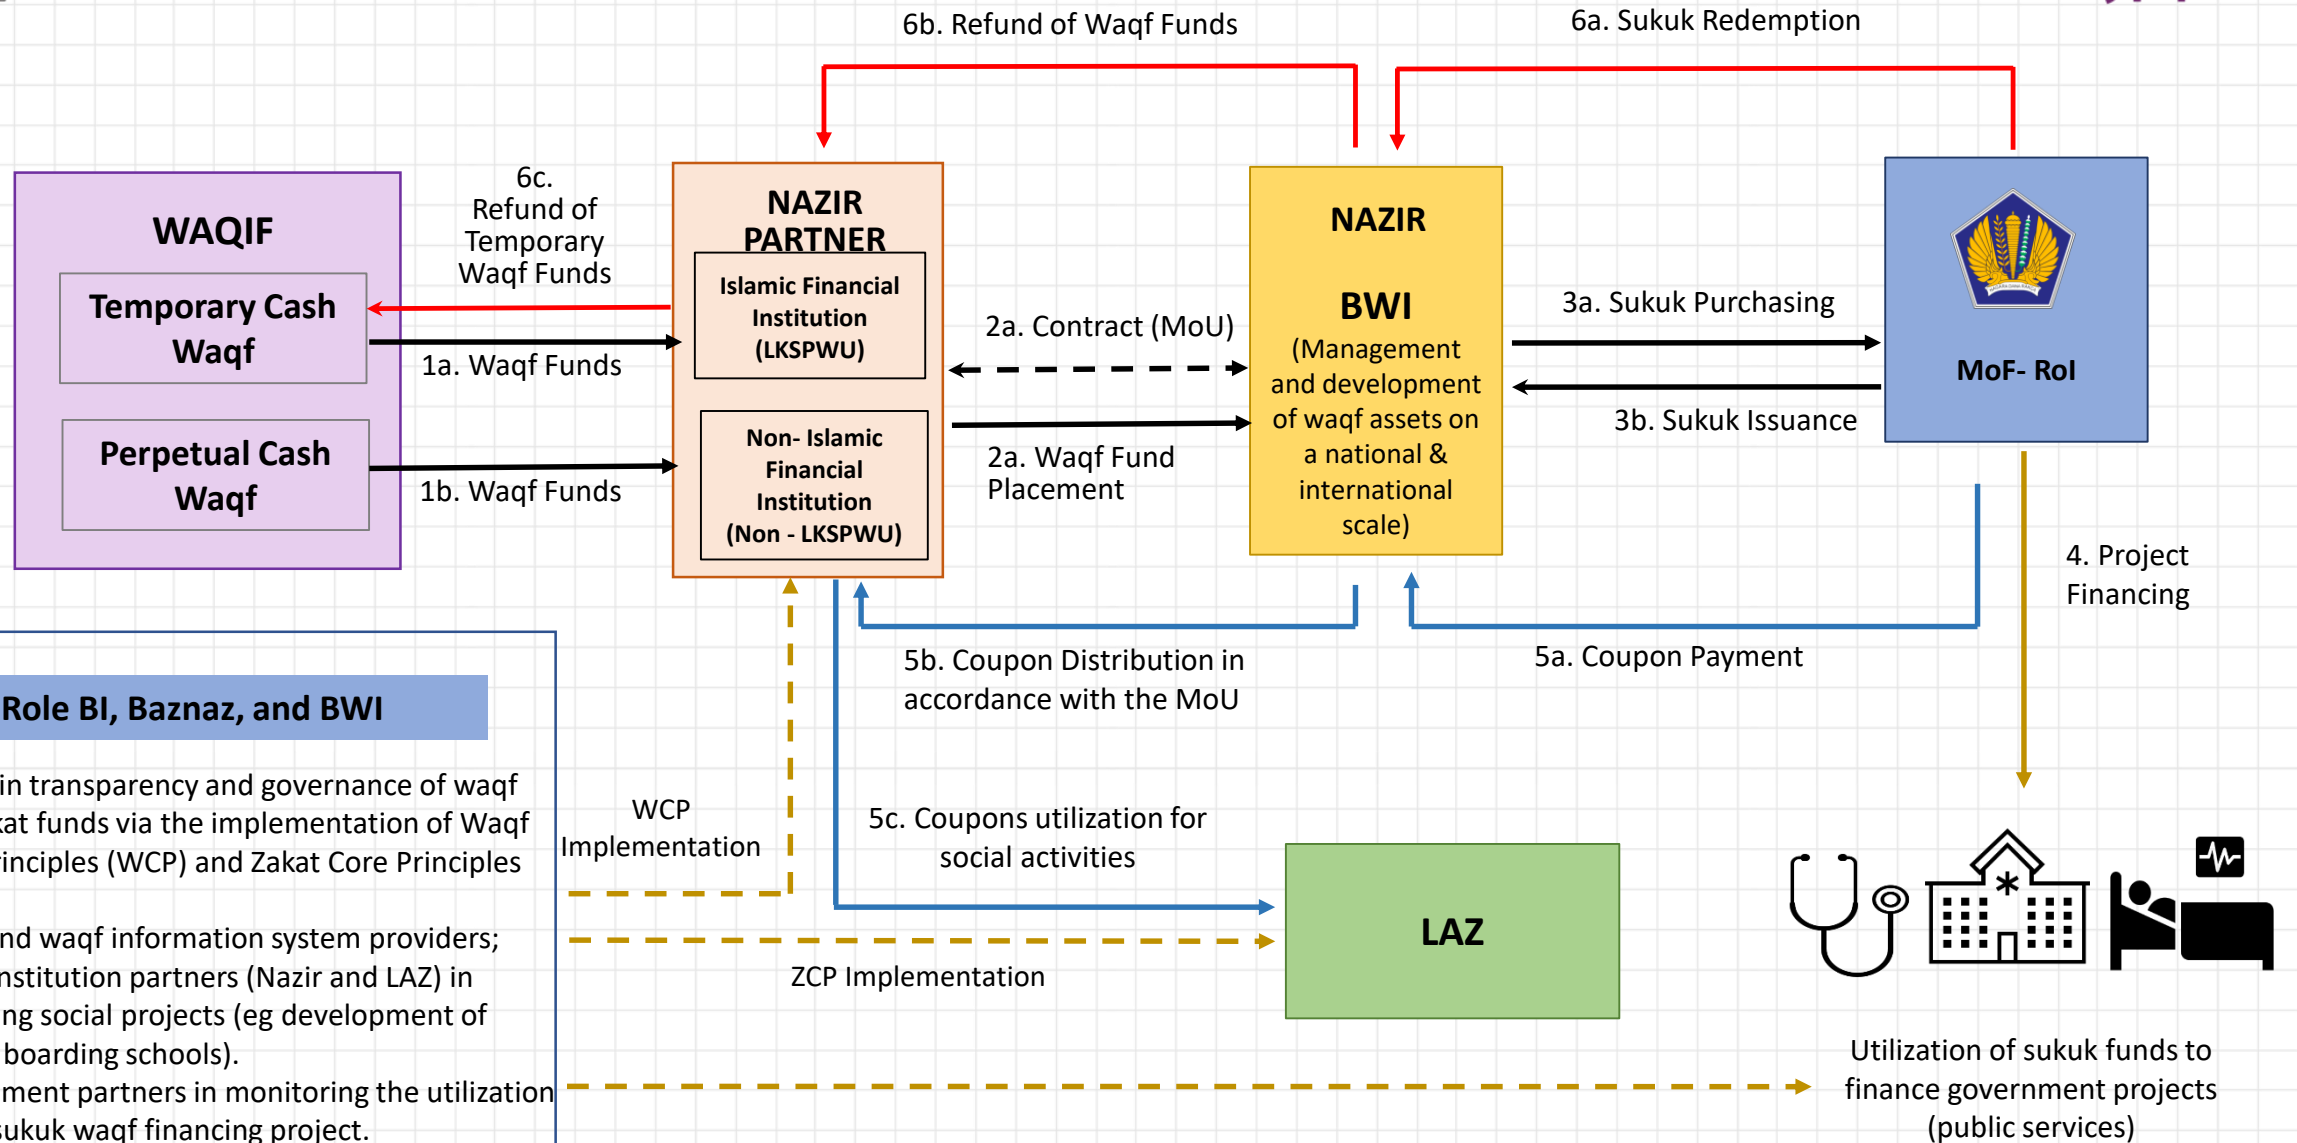 6b. Refund of Waqf Funds
6a. Sukuk Redemption
WAQIF
Temporary Cash
Waqf
Perpetual Cash
Waqf
6c.
Refund of
Temporary
Waqf Funds
1a. Waqf Funds
1b. Waqf Funds
NAZIR
PARTNER
Islamic Financial
Institution
(LKSPWU)
Non- Islamic
Financial
Institution
(Non - LKSPWU)
2a. Contract (MoU)
2a. Waqf Fund
Placement
NAZIR
BWI
(Management
and development
of waqf assets on
a national &
international
scale)
3a. Sukuk Purchasing
3b. Sukuk Issuance
MoF- RoI
4. Project
Financing
5b. Coupon Distribution in
accordance with the MoU
5a. Coupon Payment
Role BI, Baznaz, and BWI
in transparency and governance of waqf
kat funds via the implementation of Waqf
rinciples (WCP) and Zakat Core Principles
nd waqf information system providers;
nstitution partners (Nazir and LAZ) in
ng social projects (eg development of
boarding schools).
ment partners in monitoring the utilization
sukuk waqf financing project.
WCP
Implementation
5c. Coupons utilization for
social activities
ZCP Implementation
LAZ
Utilization of sukuk funds to
finance government projects
(public services)